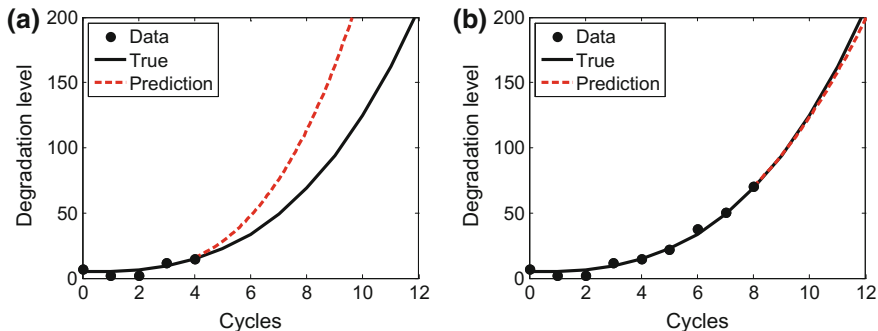 (a)
200
150
100
50
0
Degradation level
Data
True
Prediction
0 2 4 6 8 10 12
Cycles
(b)
200
150
100
50
0
Degradation level
Data
True
Prediction
0 2 4 6 8 10 12
Cycles